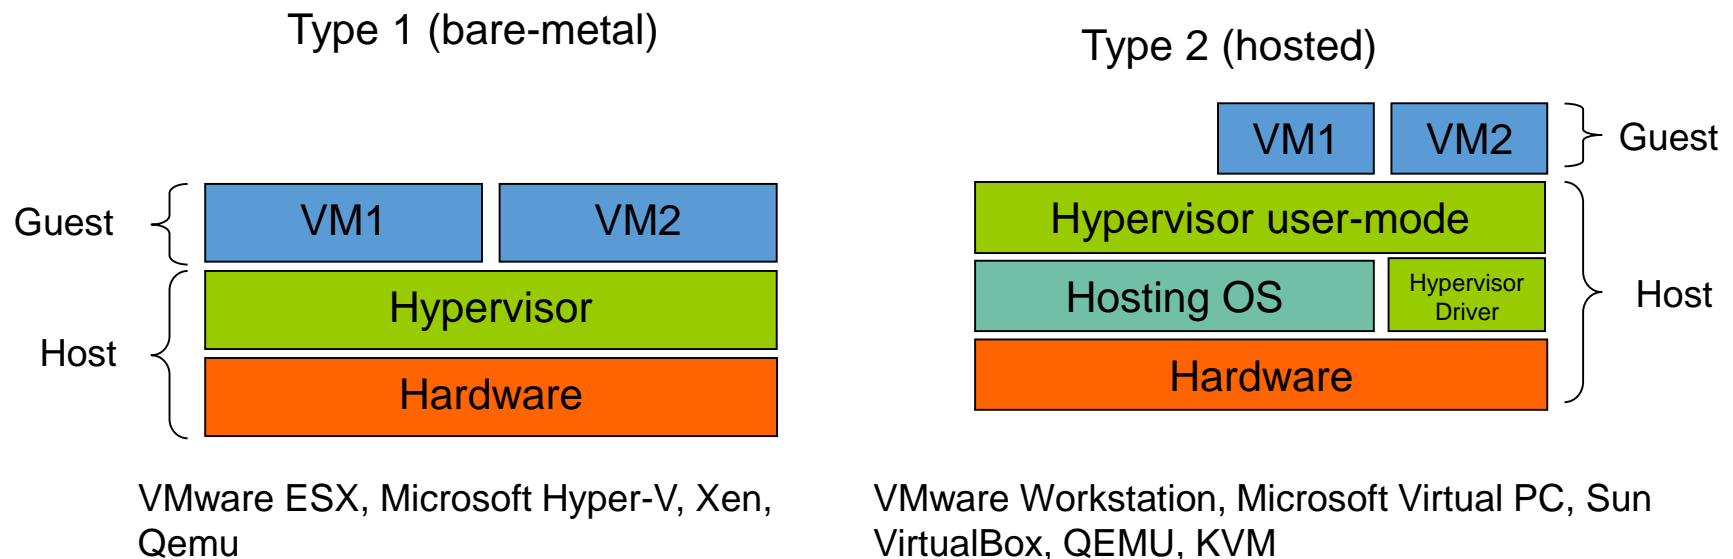 Type 1 (bare-metal)
Guest
VM1
VM2
Host
Hypervisor
Hardware
VMware ESX, Microsoft Hyper-V, Xen,
Qemu
Type 2 (hosted)
VM1
VM2
Guest
Hypervisor user-mode
Hosting OS
Hypervisor
Driver
Host
Hardware
VMware Workstation, Microsoft Virtual PC, Sun
VirtualBox, QEMU, KVM